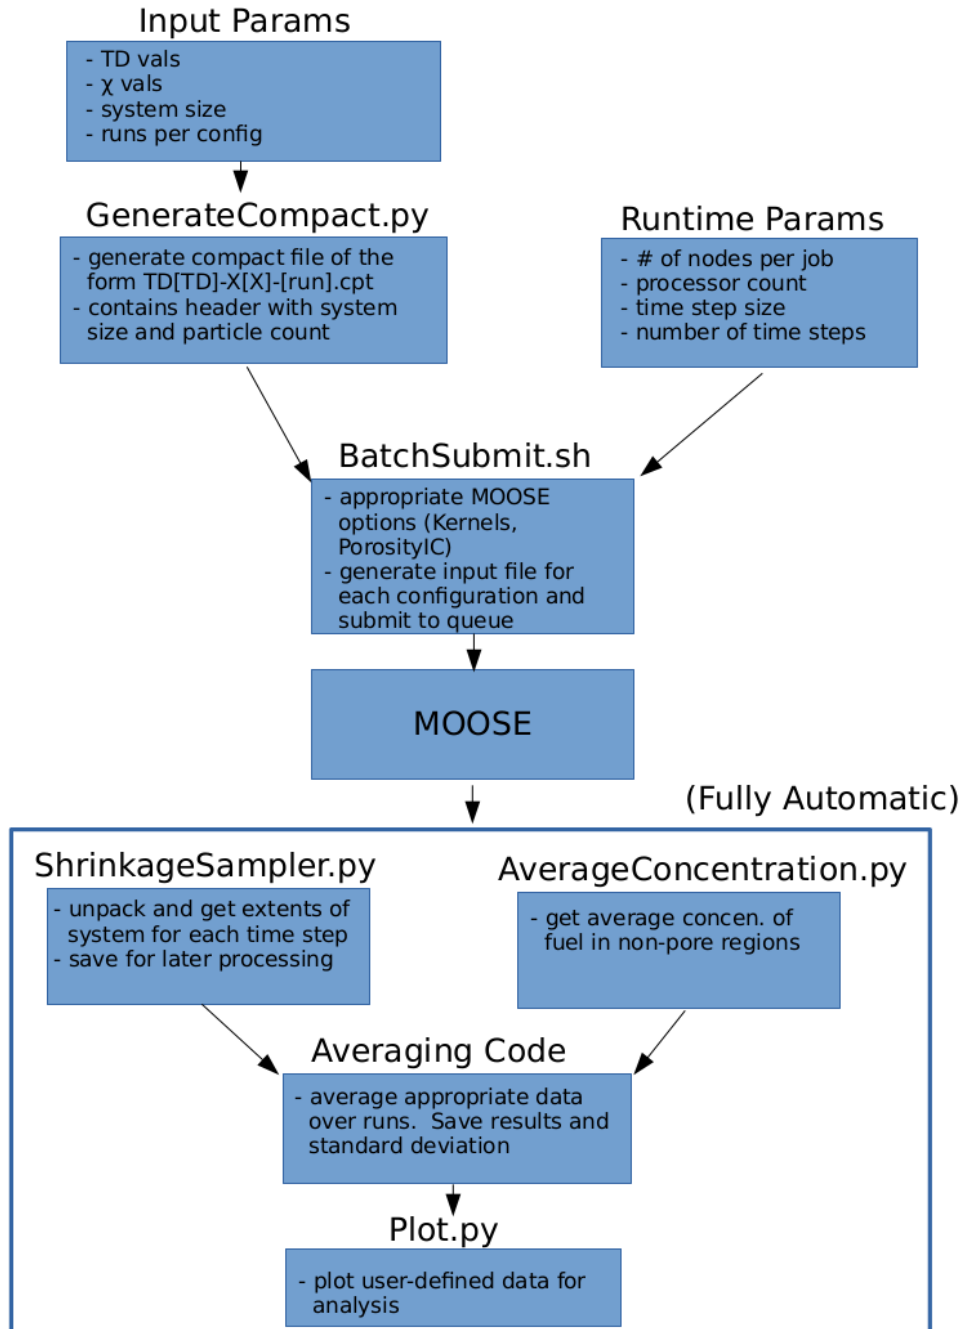 Input Params
- TD vals
- χ vals
- system size
- runs per config
GenerateCompact.py
- generate compact file of the
form TD[TD]-X[X]-[run].cpt
- contains header with system
size and particle count
Runtime Params
- # of nodes per job
- processor count
- time step size
- number of time steps
BatchSubmit.sh
- appropriate MOOSE
options (Kernels,
PorosityIC)
- generate input file for
each configuration and
submit to queue
MOOSE
(Fully Automatic)
ShrinkageSampler.py
- unpack and get extents of
system for each time step
- save for later processing
AverageConcentration.py
- get average concen. of
fuel in non-pore regions
Averaging Code
- average appropriate data
over runs.  Save results and
standard deviation
Plot.py
- plot user-defined data for
analysis